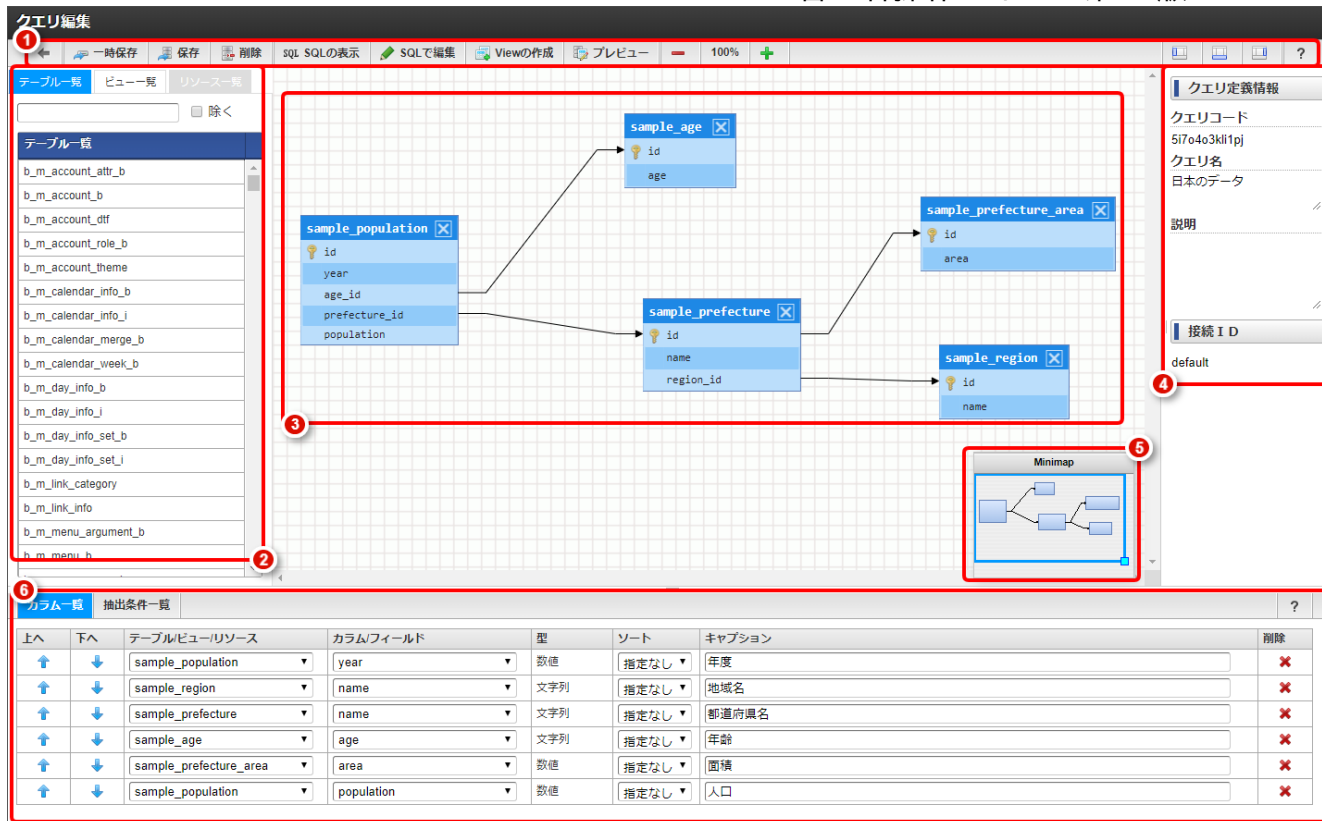 クエリ編集
1
一時保存 保存 削除 SQL SQLの表示 SQLで編集 Viewの作成 プレビュー 100% ?
テーブル一覧 ビュー一覧 リソース一覧
除く
テーブル一覧
b_m_account_attr_b
b_m_account_b
b_m_account_dtf
b_m_account_role_b
b_m_account_theme
b_m_calendar_info_b
b_m_calendar_info_i
b_m_calendar_merge_b
b_m_calendar_week_b
b_m_day_info_b
b_m_day_info_i
b_m_day_info_set_b
b_m_day_info_set_i
b_m_link_category
b_m_link_info
b_m_menu_argument_b
b_m_menu_b
2
sample_population
id
year
age_id
prefecture_id
population
sample_age
id
age
sample_prefecture
id
name
region_id
sample_prefecture_area
id
area
sample_region
id
name
3
クエリ定義情報
クエリコード
5i7o4o3kli1pj
クエリ名
日本のデータ
説明
接続ＩＤ
default
4
5
Minimap
6
カラム一覧 抽出条件一覧 ?
上へ 下へ テーブル/ビュー/リソース カラム/フィールド 型 ソート キャプション 削除
sample_population year 数値 指定なし 年度
sample_region name 文字列 指定なし 地域名
sample_prefecture name 文字列 指定なし 都道府県名
sample_age age 文字列 指定なし 年齢
sample_prefecture_area area 数値 指定なし 面積
sample_population population 数値 指定なし 人口